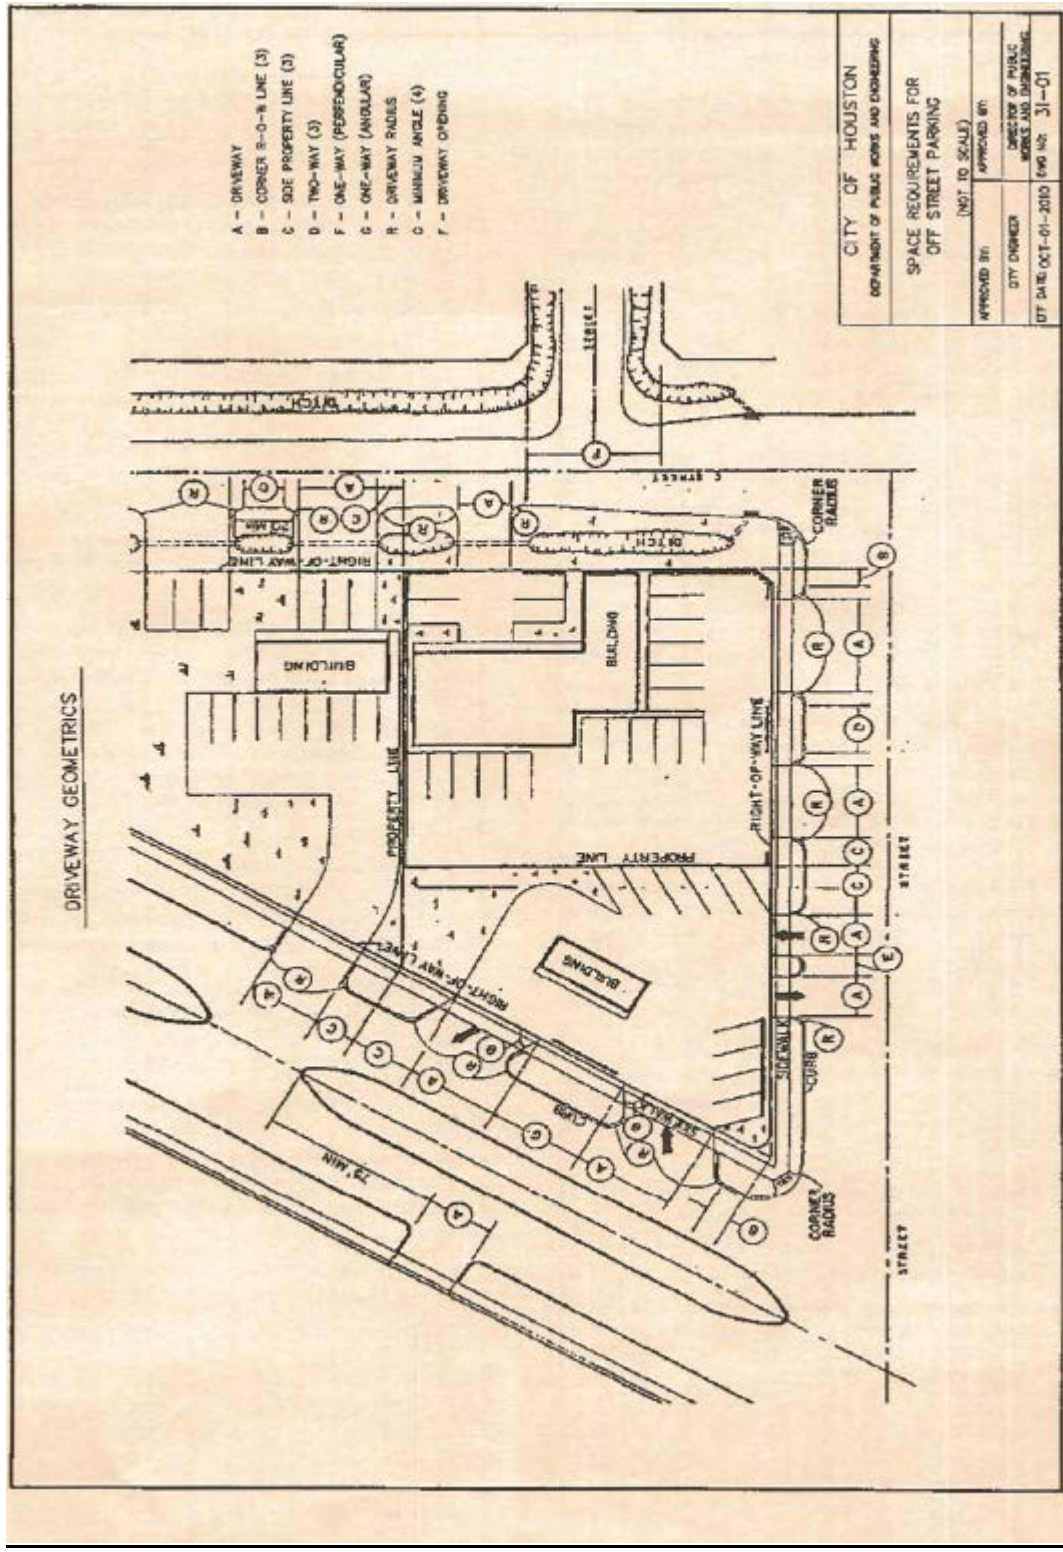 DRIVEWAY GEOMETRICS
A - DRIVEWAY
B - CORNER R-O-W LINE (3)
C - SIDE PROPERTY LINE (3)
D - TWO-WAY (3)
F - ONE-WAY (PERPENDICULAR)
G - ONE-WAY (ANGULAR)
R - DRIVEWAY RADIUS
O - MINIMUM ANGLE (4)
F - DRIVEWAY OPENING
DITCH
STREET
R
D
A
C
R
R
A
R
F
STREET
RIGHT-OF-WAY LINE
DITCH
CORNER
RADIUS
B
BUILDING
BUILDING
PROPERTY LINE
PROPERTY LINE
RIGHT-OF-WAY LINE
R
A
D
R
A
C
C
STREET
R
A
E
A
R
BUILDING
RIGHT-OF-WAY LINE
SIDEWALK
CURB
R
A
C
C
A
R
G
A
R
CURB
SIDEWALK
75' MIN
A
CORNER
RADIUS
STREET
CITY OF HOUSTON
DEPARTMENT OF PUBLIC WORKS AND ENGINEERING
SPACE REQUIREMENTS FOR
OFF STREET PARKING
(NOT TO SCALE)
APPROVED BY:
APPROVED BY:
CITY ENGINEER
DIRECTOR OF PUBLIC
WORKS AND ENGINEERING
EFF DATE: OCT-01-2010
DWG NO: 31-01